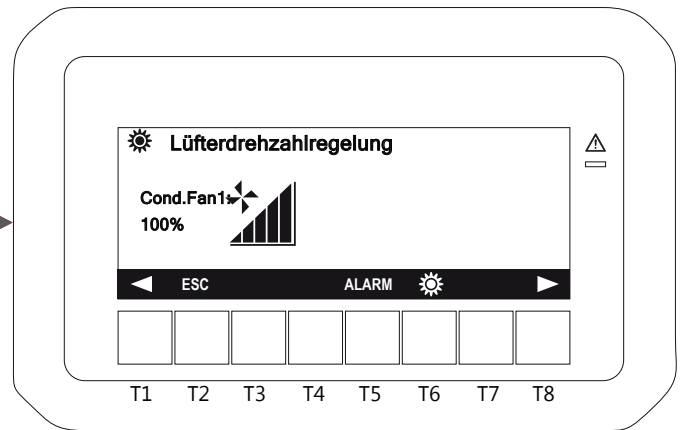 Lüfterdrehzahlregelung
Cond.Fan1:
100%
ESC ALARM
T1 T2 T3 T4 T5 T6 T7 T8